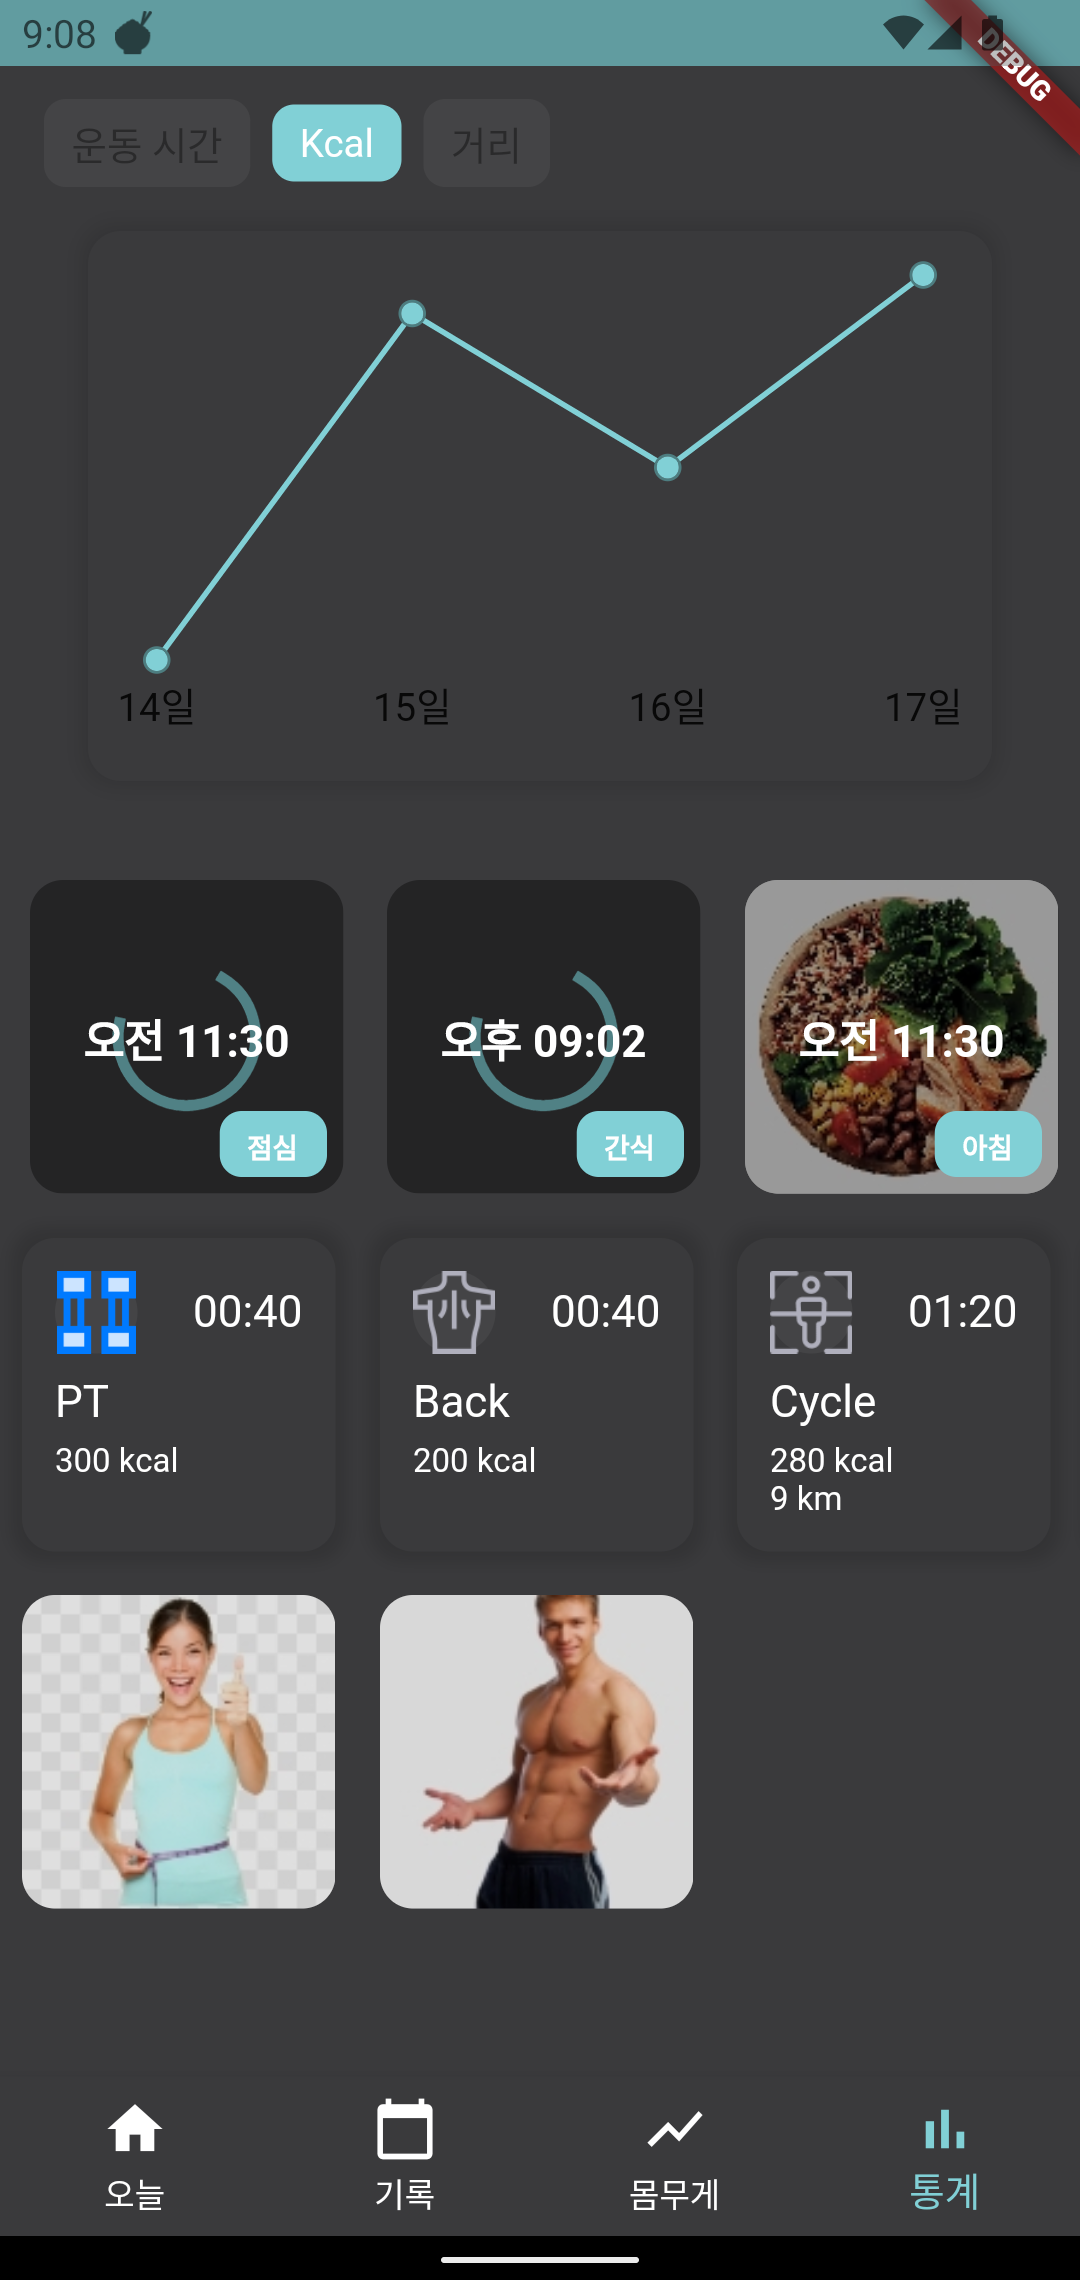 9:08
DEBUG
운동 시간
Kcal
거리
14일
15일
16일
17일
오전 11:30
점심
오후 09:02
간식
오전 11:30
아침
00:40
PT
300 kcal
00:40
Back
200 kcal
01:20
Cycle
280 kcal
9 km
오늘
기록
몸무게
통계